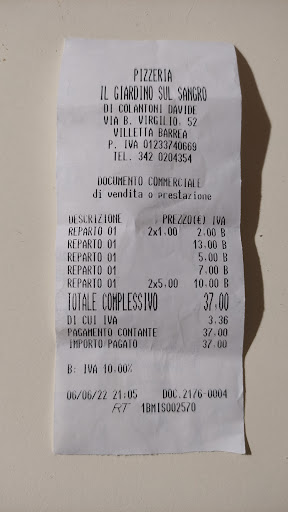 PIZZERIA
IL GIARDINO SUL SANGRO
DI COLANTONI DAVIDE
VIA B. VIRGILIO, 52
VILLETTA BARREA
P. IVA 01233740669
TEL. 342 0204354
DOCUMENTO COMMERCIALE
di vendita o prestazione
DESCRIZIONE PREZZO(€) IVA
REPARTO 01 2x1.00 2.00 B
REPARTO 01 13.00 B
REPARTO 01 5.00 B
REPARTO 01 7.00 B
REPARTO 01 2x5.00 10.00 B
TOTALE COMPLESSIVO 37,00
DI CUI IVA 3.36
PAGAMENTO CONTANTE 37.00
IMPORTO PAGATO 37.00
B: IVA 10.00%
06/06/22 21:05 DOC.21/6-0004
RT 1BMIS002570